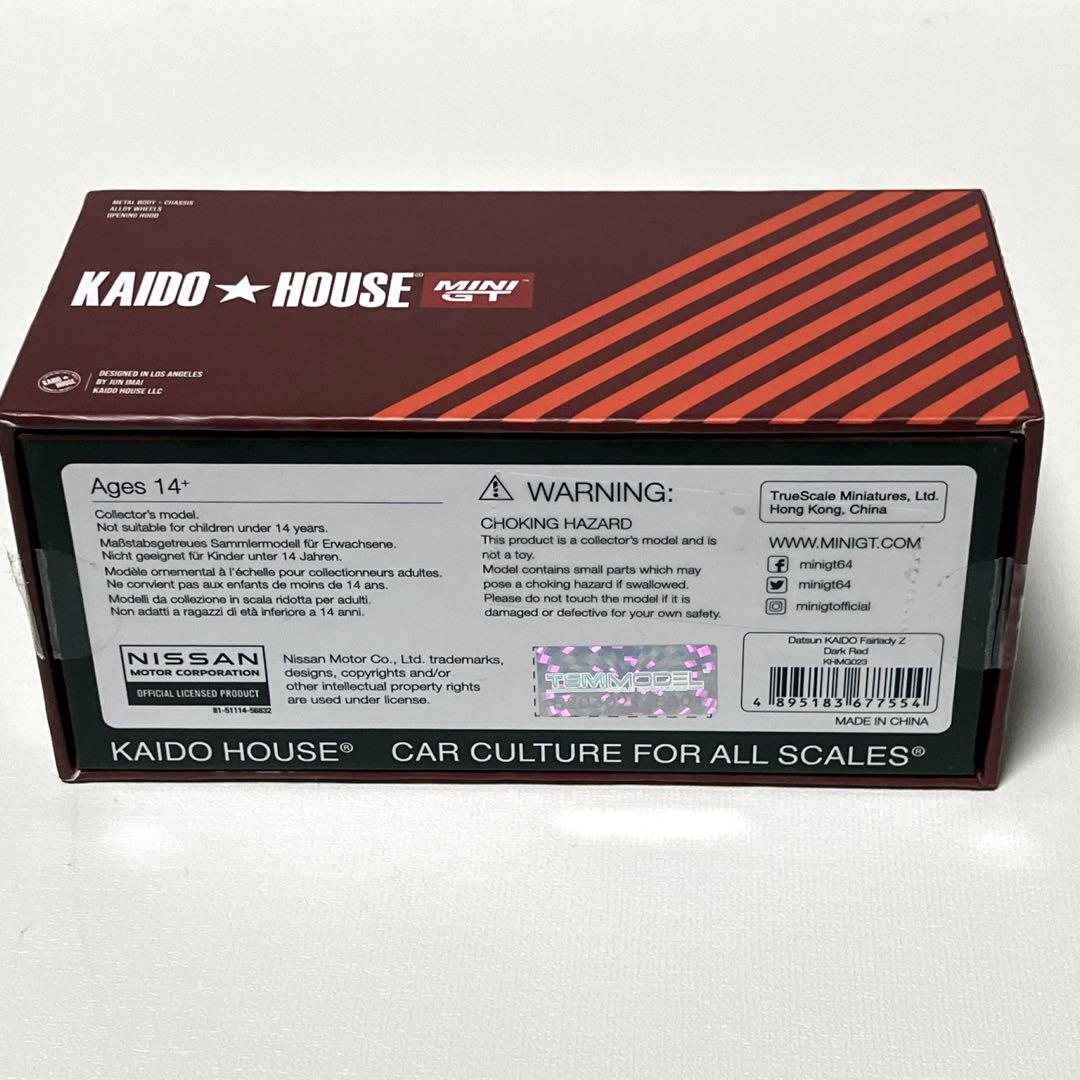 METAL BODY + CHASSIS
ALLOY WHEELS
OPENING HOOD
KAIDO★HOUSE® MINI GT™
KAIDO★HOUSE
DESIGNED IN LOS ANGELES
BY JUN IMAI
KAIDO HOUSE LLC
Ages 14+
Collector's model.
Not suitable for children under 14 years.
Maßstabsgetreues Sammlermodell für Erwachsene.
Nicht geeignet für Kinder unter 14 Jahren.
Modèle ornemental à l'échelle pour collectionneurs adultes.
Ne convient pas aux enfants de moins de 14 ans.
Modelli da collezione in scala ridotta per adulti.
Non adatti a ragazzi di età inferiore a 14 anni.
⚠ WARNING:
CHOKING HAZARD
This product is a collector's model and is
not a toy.
Model contains small parts which may
pose a choking hazard if swallowed.
Please do not touch the model if it is
damaged or defective for your own safety.
TrueScale Miniatures, Ltd.
Hong Kong, China
WWW.MINIGT.COM
minigt64
minigt64
minigtofficial
NISSAN
MOTOR CORPORATION
OFFICIAL LICENSED PRODUCT
81-51114-56832
Nissan Motor Co., Ltd. trademarks,
designs, copyrights and/or
other intellectual property rights
are used under license.
TSMMODEL
Datsun KAIDO Fairlady Z
Dark Red
KHMG023
4 895183 677554
MADE IN CHINA
KAIDO HOUSE® CAR CULTURE FOR ALL SCALES®